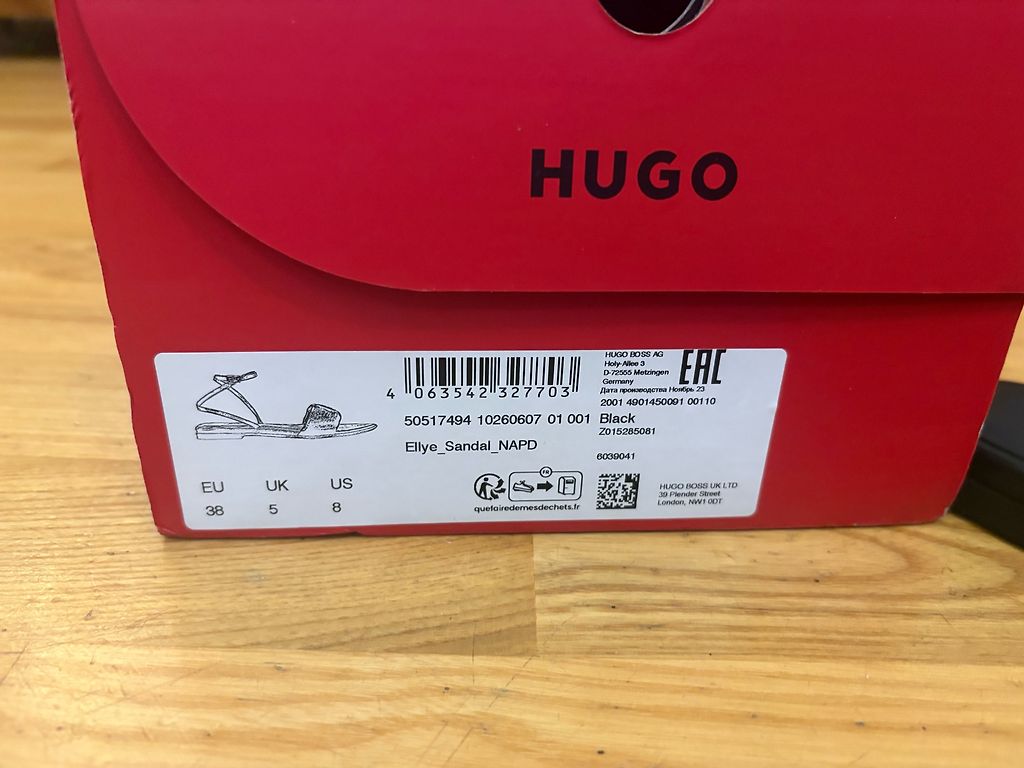 HUGO
4 063542 327703
50517494 10260607 01 001 Black
Z015285081
Ellye_Sandal_NAPD
6039041
HUGO BOSS AG
Holy-Allee 3
D-72555 Metzingen
Germany
Дата производства Ноябрь 23
2001 4901450091 00110
EAC
EU UK US
38 5 8
FR
quefairedemesdechets.fr
HUGO BOSS UK LTD
39 Plender Street
London, NW1 0DT